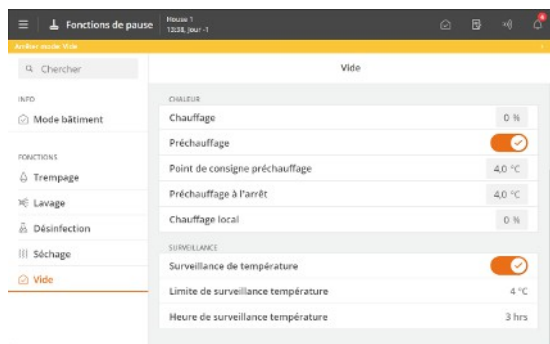 Fonctions de pause
House 1
12:38, Jour -1
Arrêter mode: Vide
Chercher
Vide
INFO
Mode bâtiment
FONCTIONS
Trempage
Lavage
Désinfection
Séchage
Vide
CHALEUR
Chauffage 0 %
Préchauffage
Point de consigne préchauffage 4,0 °C
Préchauffage à l'arrêt 4,0 °C
Chauffage local 0 %
SURVEILLANCE
Surveillance de température
Limite de surveillance température 4 °C
Heure de surveillance température 3 hrs